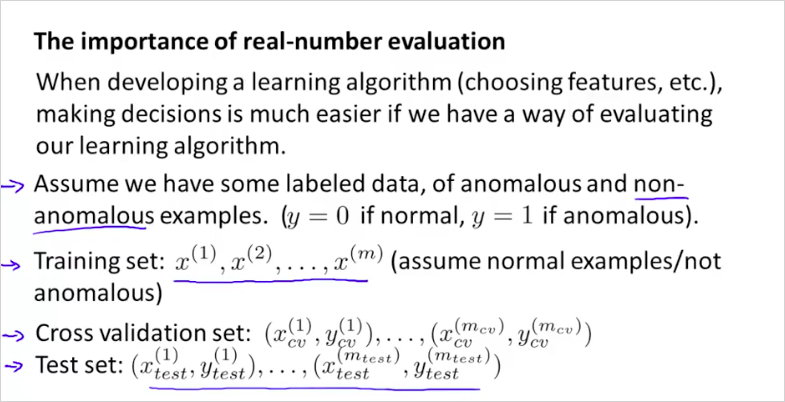 The importance of real-number evaluation
When developing a learning algorithm (choosing features, etc.),
making decisions is much easier if we have a way of evaluating
our learning algorithm.
→ Assume we have some labeled data, of anomalous and non-
anomalous examples. (y = 0 if normal, y = 1 if anomalous).
→ Training set: x^{(1)}, x^{(2)}, . . . , x^{(m)} (assume normal examples/not
anomalous)
→ Cross validation set: (x_{cv}^{(1)}, y_{cv}^{(1)}), . . . , (x_{cv}^{(m_{cv})}, y_{cv}^{(m_{cv})})
→ Test set: (x_{test}^{(1)}, y_{test}^{(1)}), . . . , (x_{test}^{(m_{test})}, y_{test}^{(m_{test})})